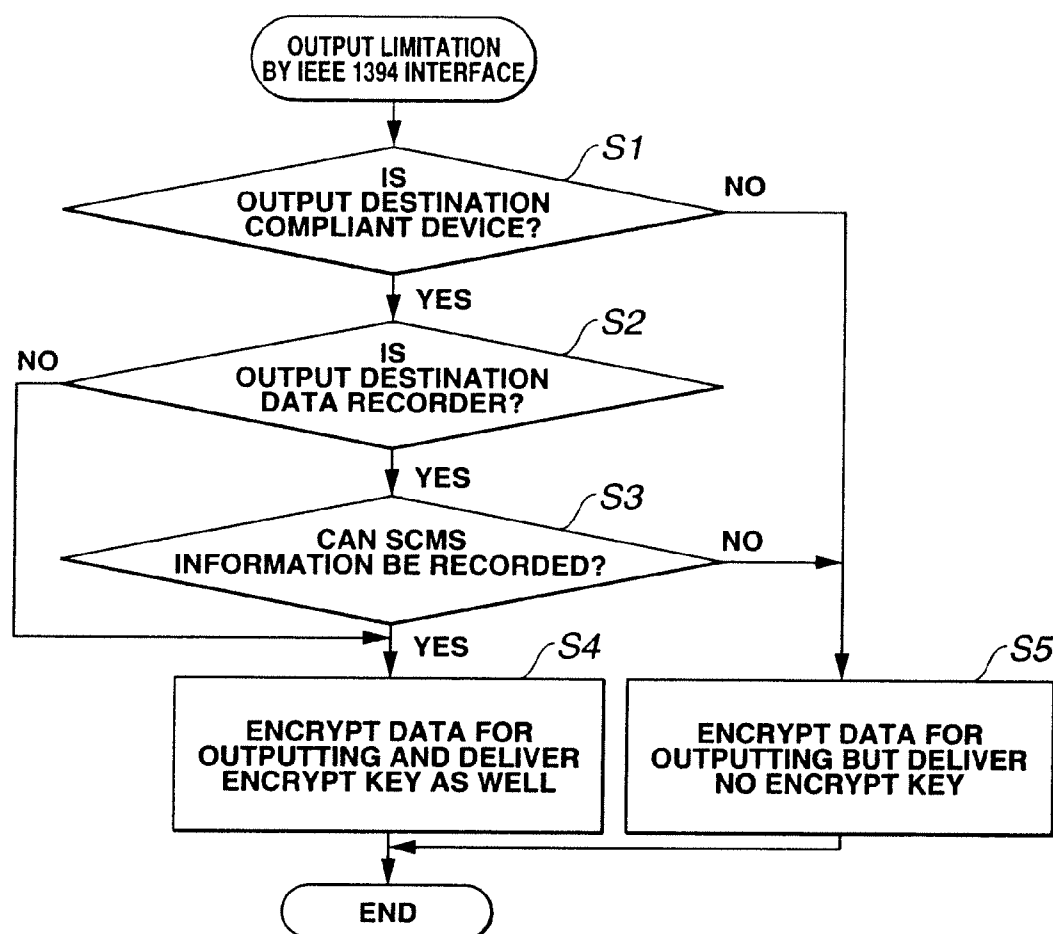 OUTPUT LIMITATION
BY IEEE 1394 INTERFACE
S1
IS
OUTPUT DESTINATION
COMPLIANT DEVICE?
NO
YES
S2
NO
IS
OUTPUT DESTINATION
DATA RECORDER?
YES
S3
CAN SCMS
INFORMATION BE RECORDED?
NO
YES
S4
ENCRYPT DATA FOR
OUTPUTTING AND DELIVER
ENCRYPT KEY AS WELL
S5
ENCRYPT DATA FOR
OUTPUTTING BUT DELIVER
NO ENCRYPT KEY
END